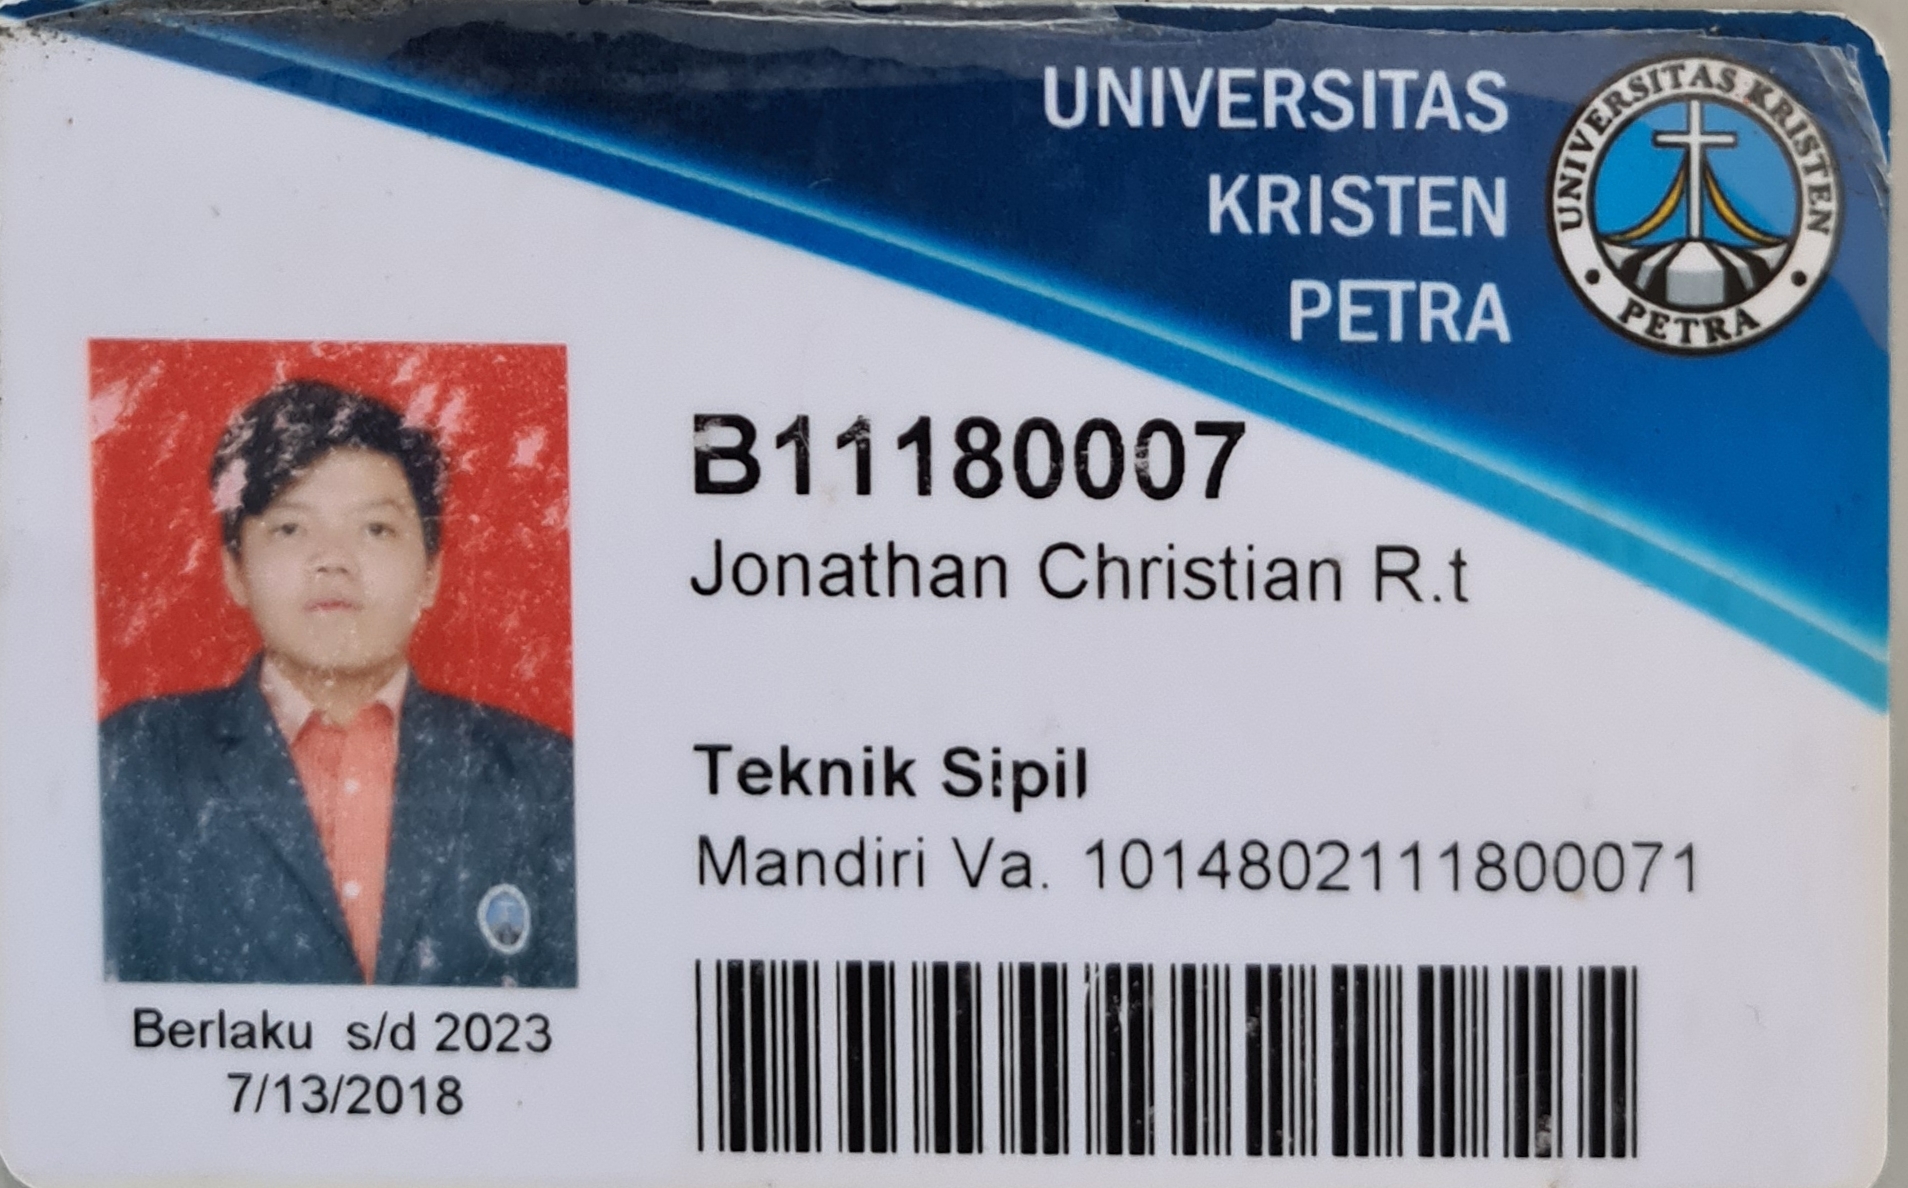 UNIVERSITAS
KRISTEN
PETRA
UNIVERSITAS KRISTEN
PETRA
B11180007
Jonathan Christian R.t
Teknik Sipil
Mandiri Va. 1014802111800071
Berlaku s/d 2023
7/13/2018